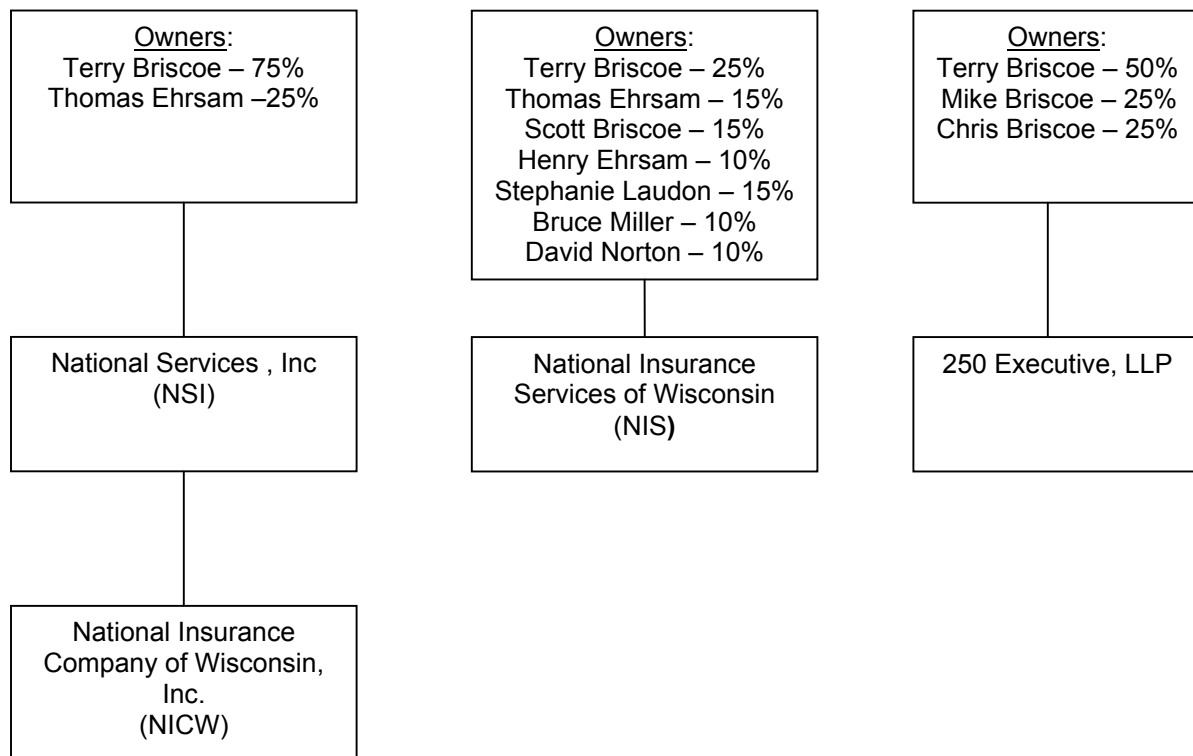 Owners:
Terry Briscoe – 75%
Thomas Ehrsam –25%
Owners:
Terry Briscoe – 25%
Thomas Ehrsam – 15%
Scott Briscoe – 15%
Henry Ehrsam – 10%
Stephanie Laudon – 15%
Bruce Miller – 10%
David Norton – 10%
Owners:
Terry Briscoe – 50%
Mike Briscoe – 25%
Chris Briscoe – 25%
National Services , Inc
(NSI)
National Insurance
Services of Wisconsin
(NIS)
250 Executive, LLP
National Insurance
Company of Wisconsin,
Inc.
(NICW)